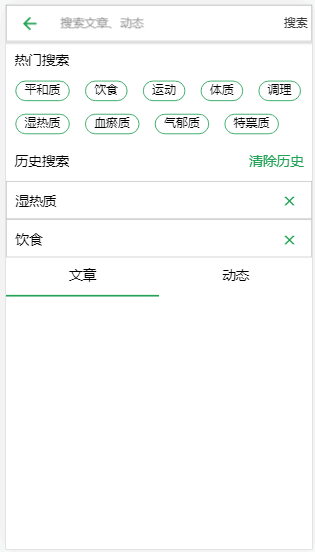 搜索文章、动态 搜索
热门搜索
平和质 饮食 运动 体质 调理
湿热质 血瘀质 气郁质 特禀质
历史搜索 清除历史
湿热质
饮食
文章 动态